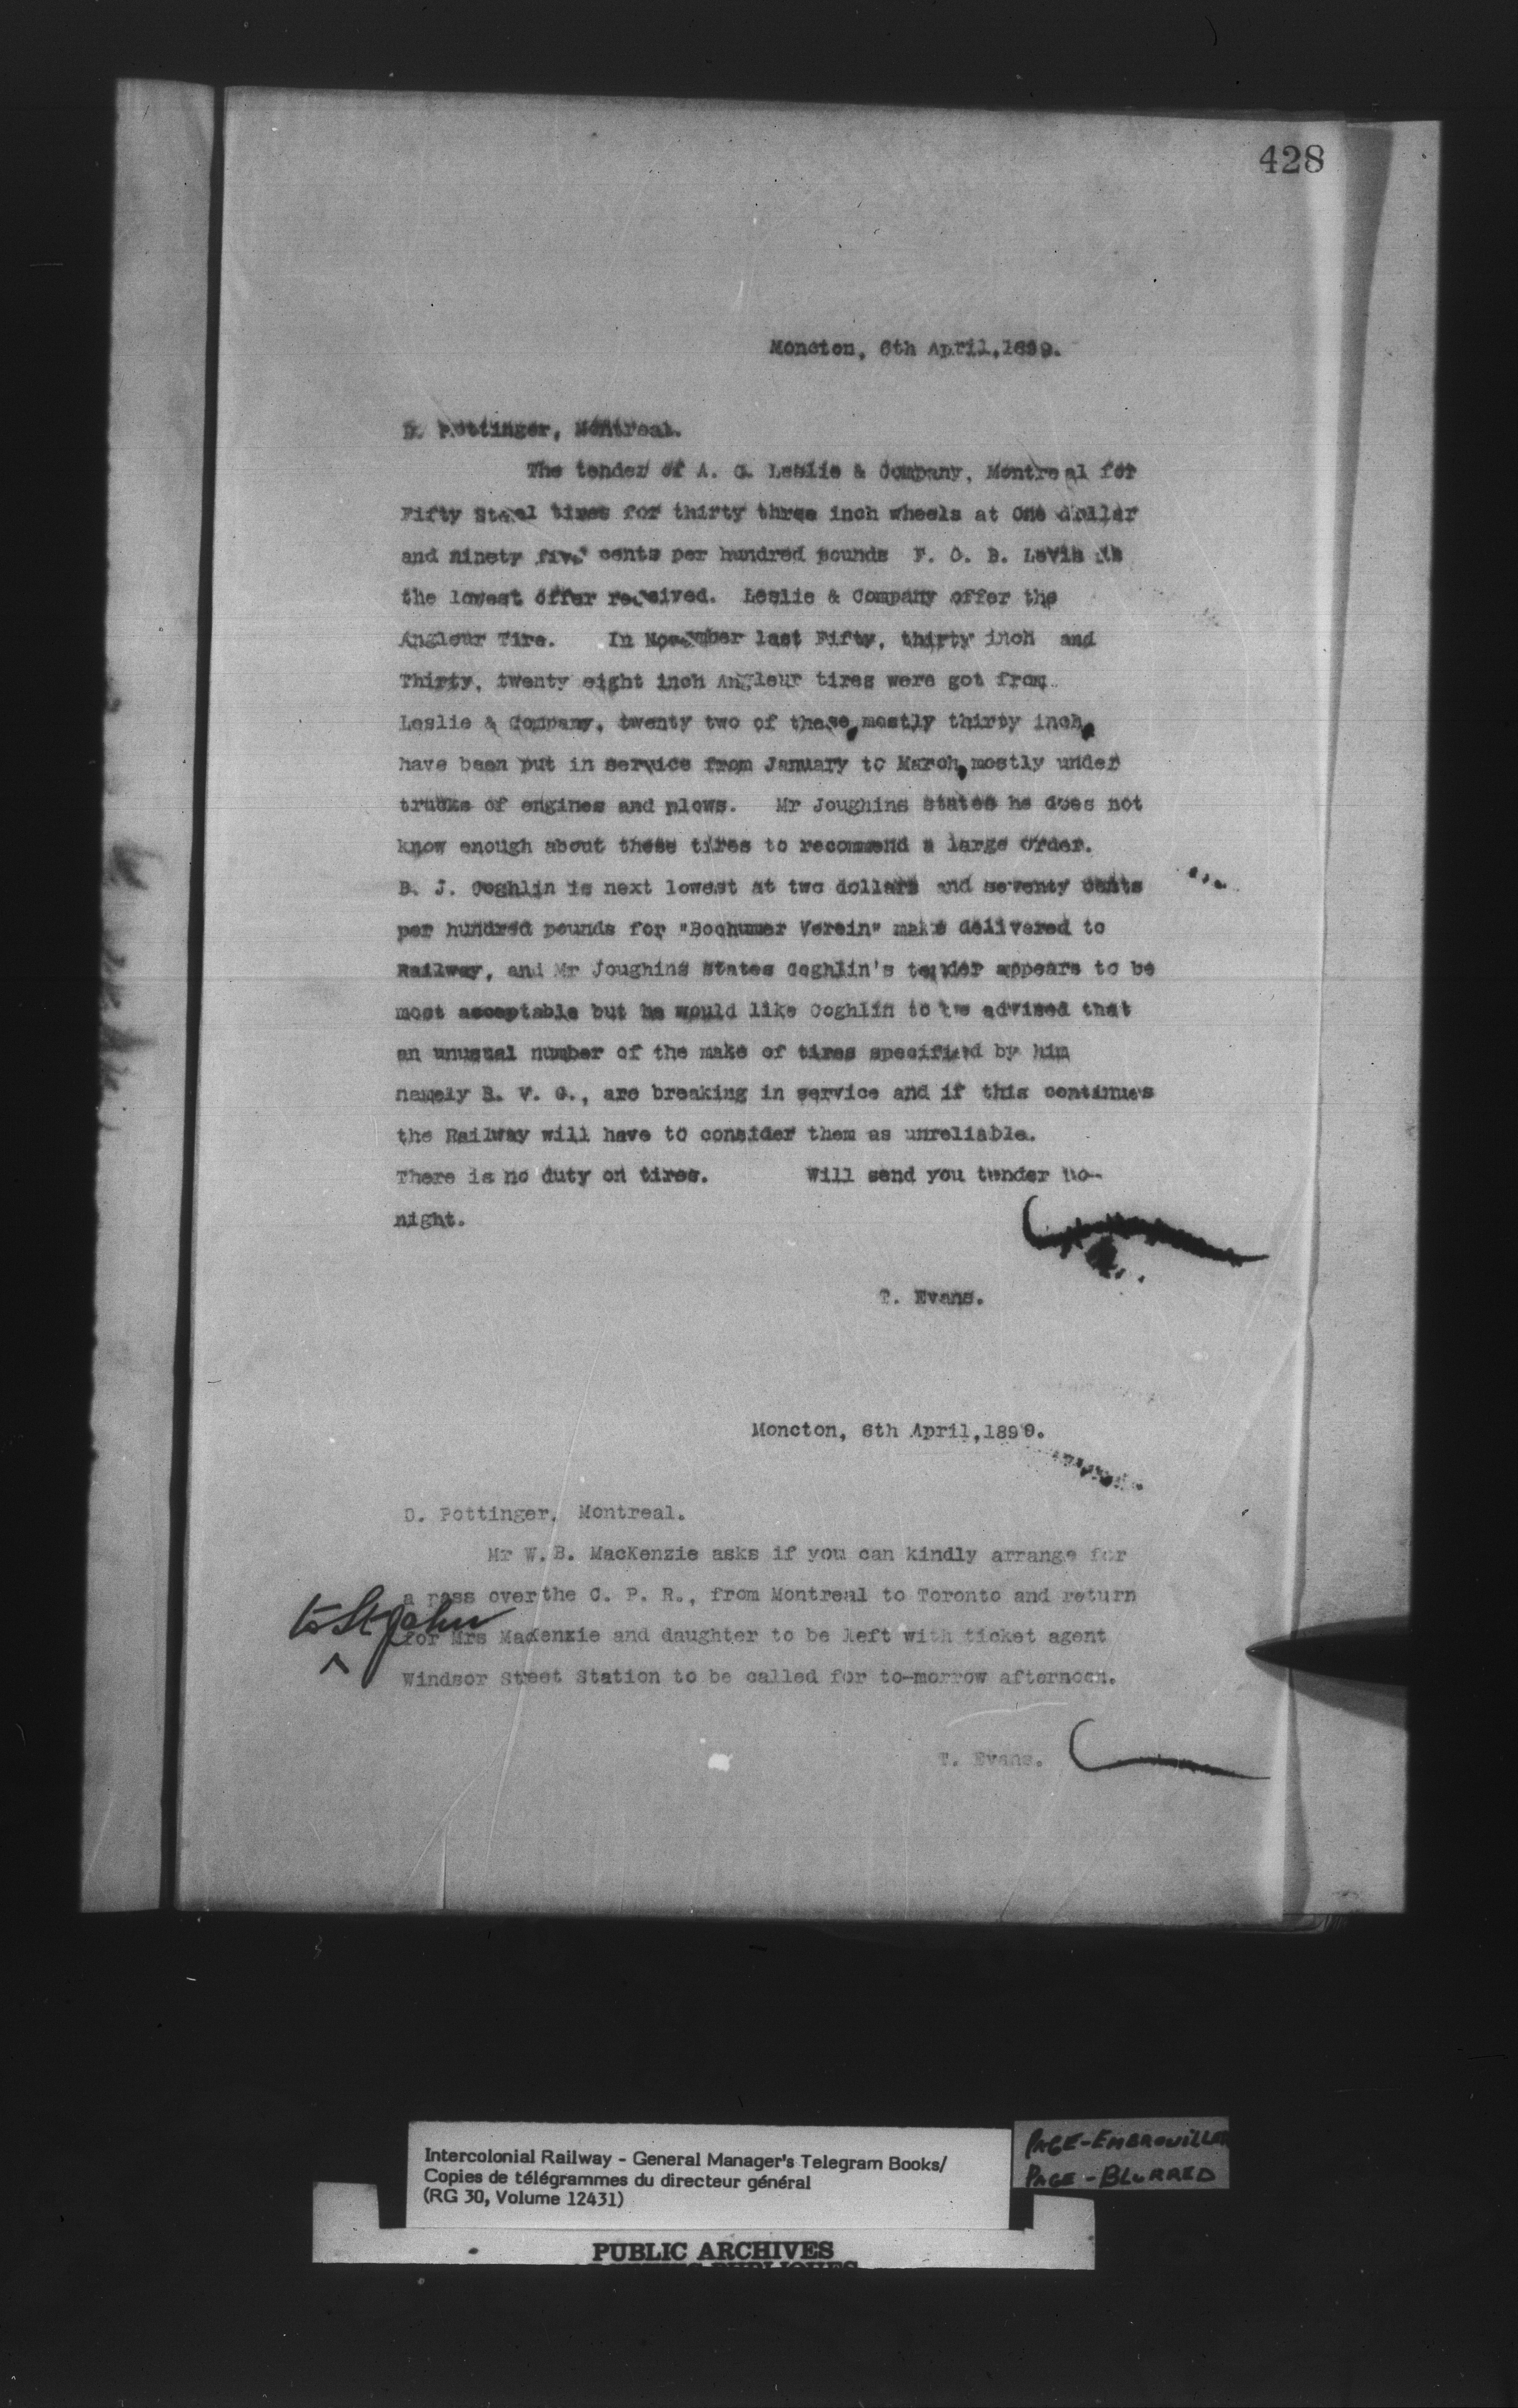 428
Moncton, 6th April, 1899.
D. Pottinger, Montreal.
The tender of A. G. Leslie & Company, Montreal for
Fifty Steel tires for thirty three inch wheels at One dollar
and ninety five cents per hundred pounds F. O. B. Levis is
the lowest offer received. Leslie & Company offer the
Angleur Tire. In November last Fifty, thirty inch and
Thirty, twenty eight inch Angleur tires were got from
Leslie & Company, twenty two of these, mostly thirty inch,
have been put in service from January to March, mostly under
trucks of engines and plows. Mr Joughins states he does not
know enough about these tires to recommend a large order.
B. J. Coghlin is next lowest at two dollars and seventy cents
per hundred pounds for "Bochumer Verein" make delivered to
Railway, and Mr Joughins states Coghlin's tender appears to be
most acceptable but he would like Coghlin to be advised that
an unusual number of the make of tires specified by him
namely B. V. G., are breaking in service and if this continues
the Railway will have to consider them as unreliable.
There is no duty on tires. Will send you tender to-
night.
T. Evans.
Moncton, 6th April, 1899.
D. Pottinger, Montreal.
Mr W. B. MacKenzie asks if you can kindly arrange for
a pass over the C. P. R., from Montreal to Toronto and return
to St John
for Mrs MacKenzie and daughter to be left with ticket agent
Windsor Street Station to be called for to-morrow afternoon.
T. Evans.
Intercolonial Railway - General Manager's Telegram Books/
Copies de télégrammes du directeur général
(RG 30, Volume 12431)
PAGE-EMBROUILLER
PAGE-BLURRED
PUBLIC ARCHIVES